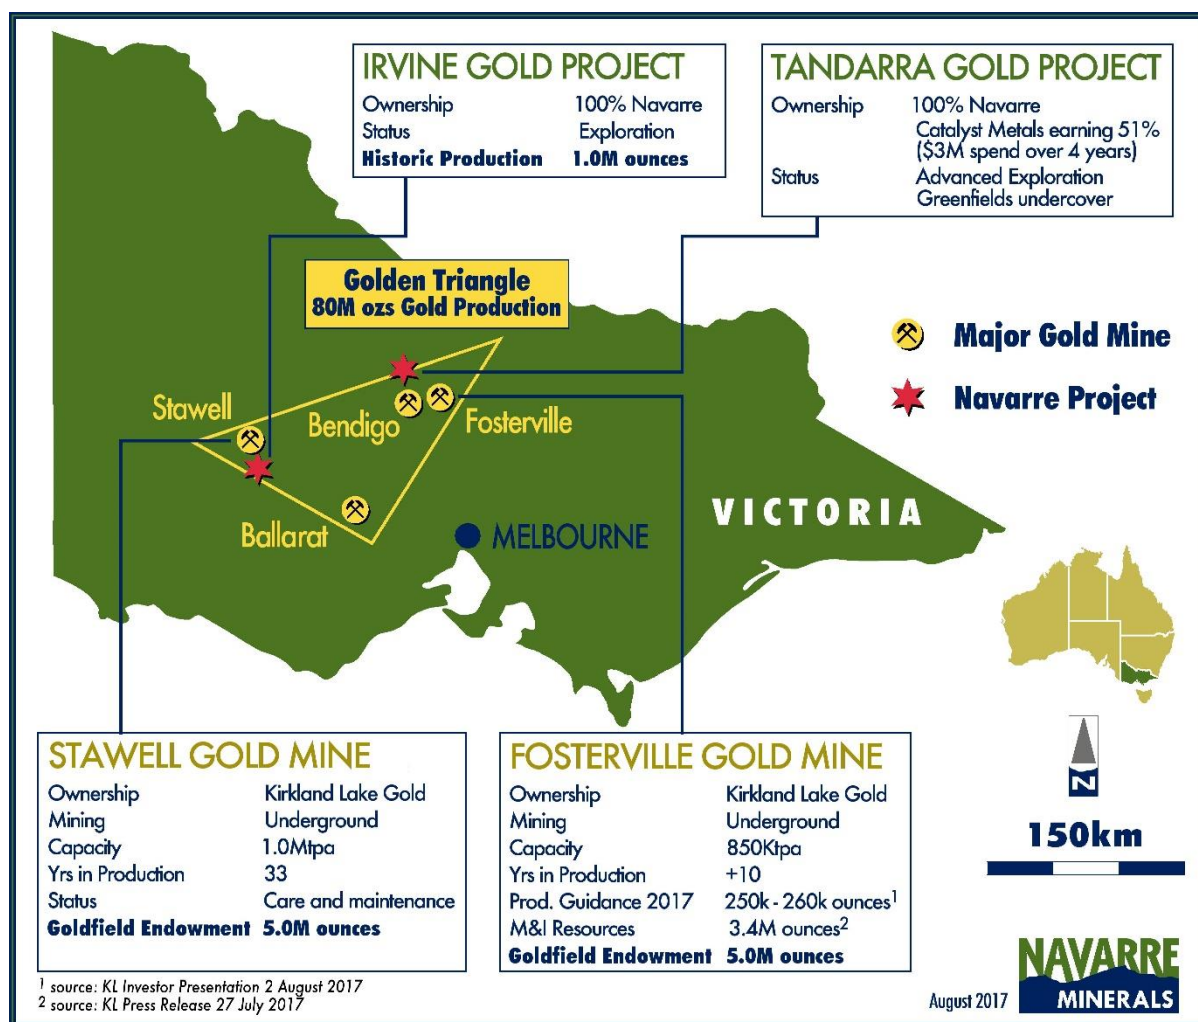 IRVINE GOLD PROJECT
Ownership 100% Navarre
Status Exploration
Historic Production 1.0M ounces
TANDARRA GOLD PROJECT
Ownership 100% Navarre
Catalyst Metals earning 51%
($3M spend over 4 years)
Status Advanced Exploration
Greenfields undercover
Golden Triangle
80M ozs Gold Production
Major Gold Mine
Navarre Project
Stawell
Bendigo
Fosterville
Ballarat
MELBOURNE
VICTORIA
STAWELL GOLD MINE
Ownership Kirkland Lake Gold
Mining Underground
Capacity 1.0Mtpa
Yrs in Production 33
Status Care and maintenance
Goldfield Endowment 5.0M ounces
FOSTERVILLE GOLD MINE
Ownership Kirkland Lake Gold
Mining Underground
Capacity 850Ktpa
Yrs in Production +10
Prod. Guidance 2017 250k - 260k ounces¹
M&I Resources 3.4M ounces²
Goldfield Endowment 5.0M ounces
N
150km
¹ source: KL Investor Presentation 2 August 2017
² source: KL Press Release 27 July 2017
August 2017
NAVARRE
MINERALS